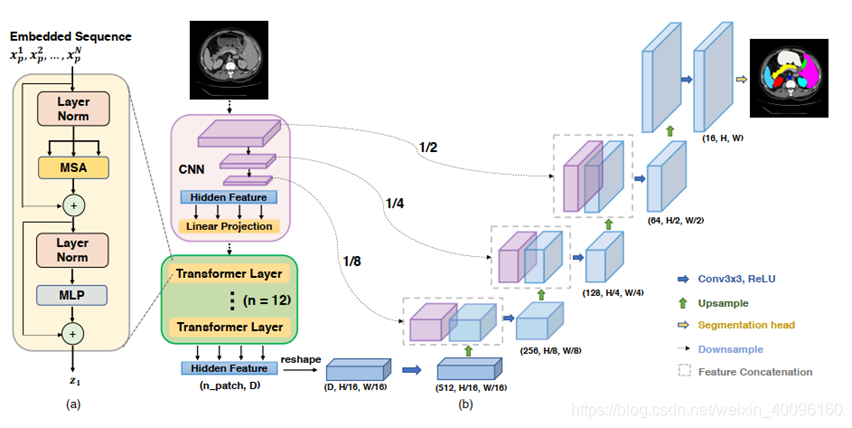 Embedded Sequence
x_p^1, x_p^2, ..., x_p^N
Layer
Norm
MSA
+
Layer
Norm
MLP
+
z_1
(a)
CNN
Hidden Feature
Linear Projection
Transformer Layer
(n = 12)
Transformer Layer
Hidden Feature
(n_patch, D)
reshape
(D, H/16, W/16)
(512, H/16, W/16)
(b)
1/2
1/4
1/8
(256, H/8, W/8)
(128, H/4, W/4)
(64, H/2, W/2)
(16, H, W)
Conv3x3, ReLU
Upsample
Segmentation head
Downsample
Feature Concatenation
https://blog.csdn.net/weixin_40096160